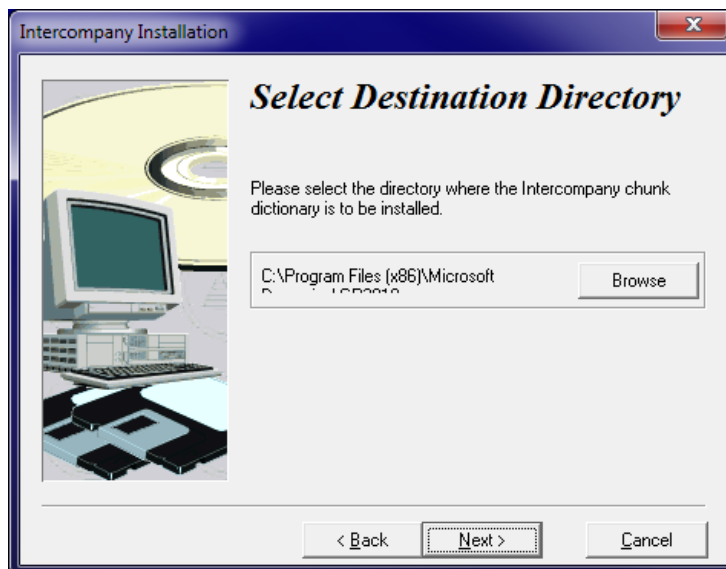 Intercompany Installation
Select Destination Directory
Please select the directory where the Intercompany chunk
dictionary is to be installed.
C:\Program Files (x86)\Microsoft
Browse
< Back
Next >
Cancel